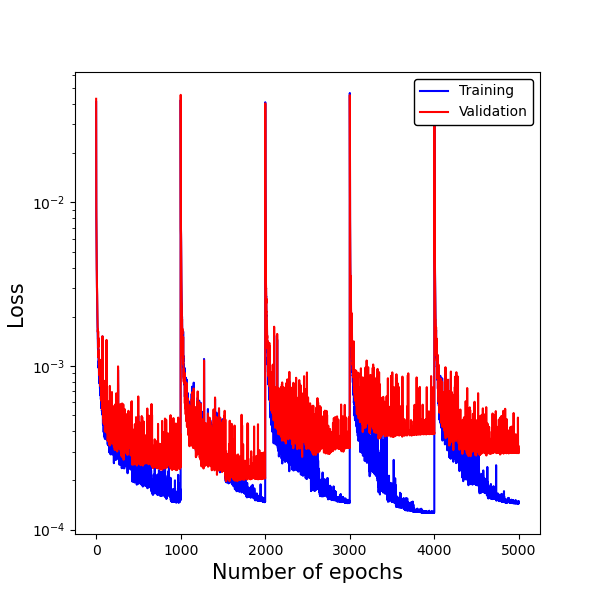 Training
Validation
10⁻²
10⁻³
10⁻⁴
Loss
0 1000 2000 3000 4000 5000
Number of epochs